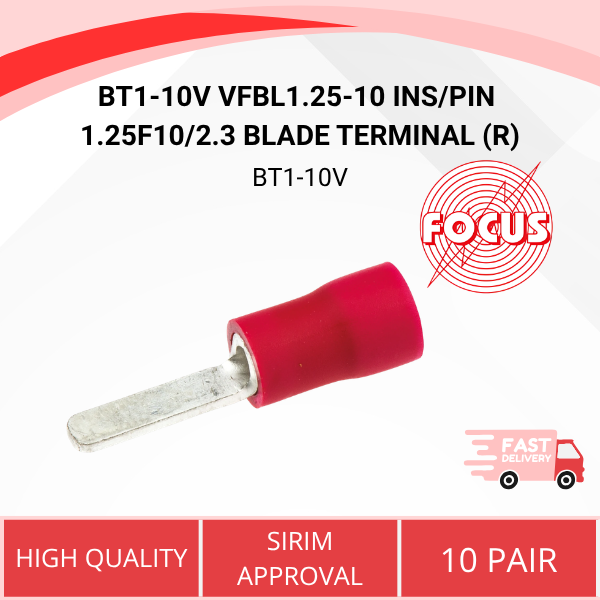 BT1-10V VFBL1.25-10 INS/PIN
1.25F10/2.3 BLADE TERMINAL (R)
BT1-10V
FOCUS
FAST
DELIVERY
HIGH QUALITY
SIRIM
APPROVAL
10 PAIR